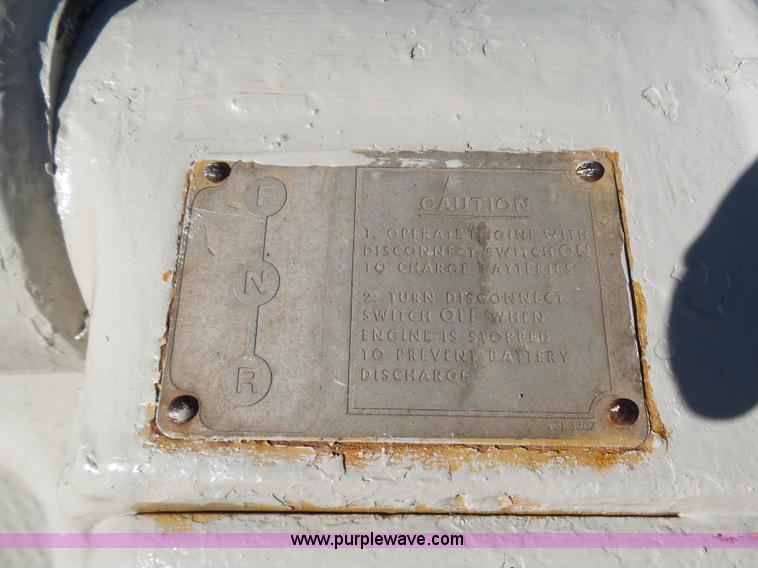 F
N
R
CAUTION
1. OPERATE ENGINE WITH
DISCONNECT SWITCH ON
TO CHARGE BATTERIES
2. TURN DISCONNECT
SWITCH OFF WHEN
ENGINE IS STOPPED
TO PREVENT BATTERY
DISCHARGE
www.purplewave.com